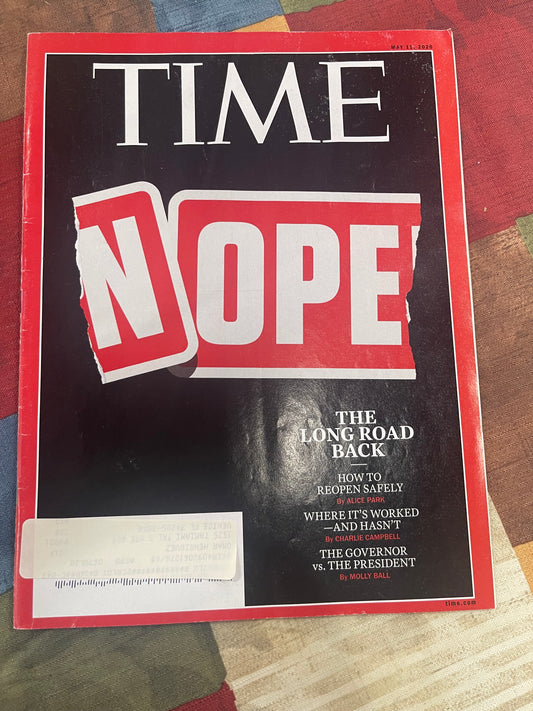 MAY 11, 2020
TIME
NOPE
THE
LONG ROAD
BACK
HOW TO
REOPEN SAFELY
By ALICE PARK
WHERE IT'S WORKED
—AND HASN'T
By CHARLIE CAMPBELL
THE GOVERNOR
vs. THE PRESIDENT
By MOLLY BALL
time.com